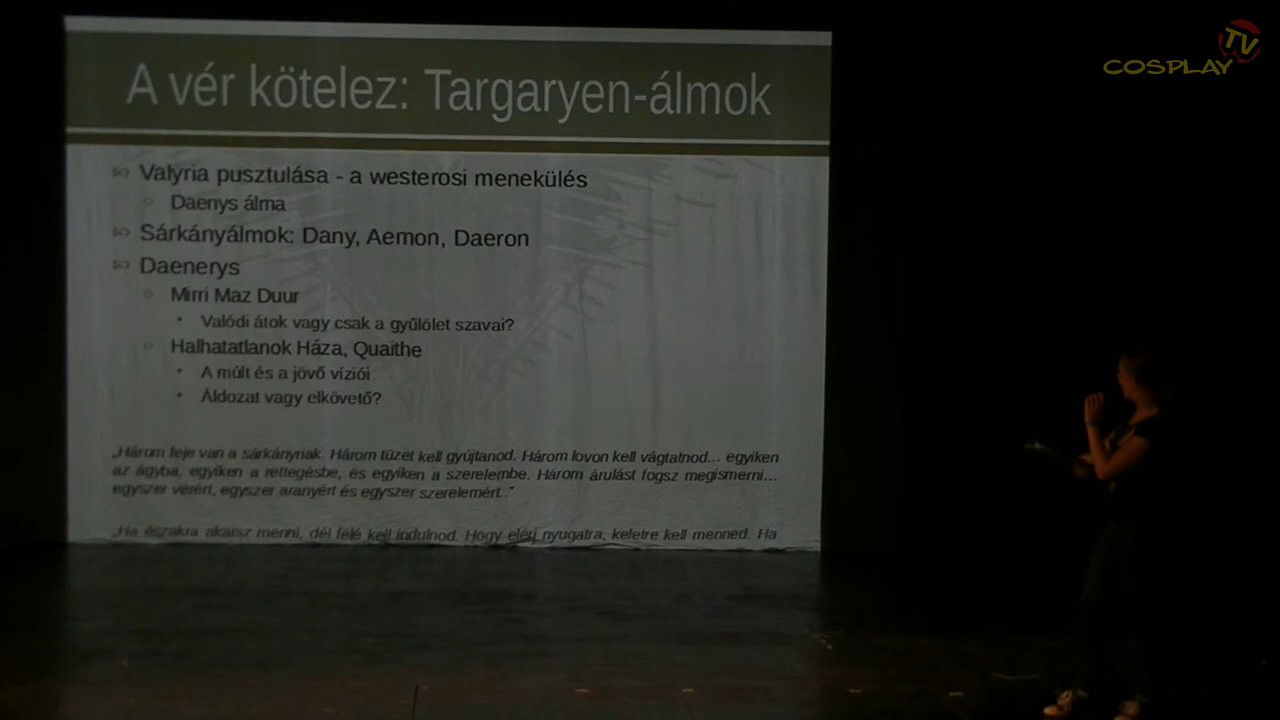 TV
COSPLAY
A vér kötelez: Targaryen-álmok
Valyria pusztulása - a westerosi menekülés
Daenys álma
Sárkányálmok: Dany, Aemon, Daeron
Daenerys
Mirri Maz Duur
Valódi átok vagy csak a gyűlölet szavai?
Halhatatlanok Háza, Quaithe
A múlt és a jövő víziói
Áldozat vagy elkövető?
„Három feje van a sárkánynak. Három tüzet kell gyújtanod. Három lovon kell vágtatnod... egyiken
az ágyba, egyiken a rettegésbe, és egyiken a szerelembe. Három árulást fogsz megismerni...
egyszer vérért, egyszer aranyért és egyszer szerelemért.."
„Ha északra akarsz menni, dél felé kell indulnod. Hogy elérj nyugatra, keletre kell menned. Ha